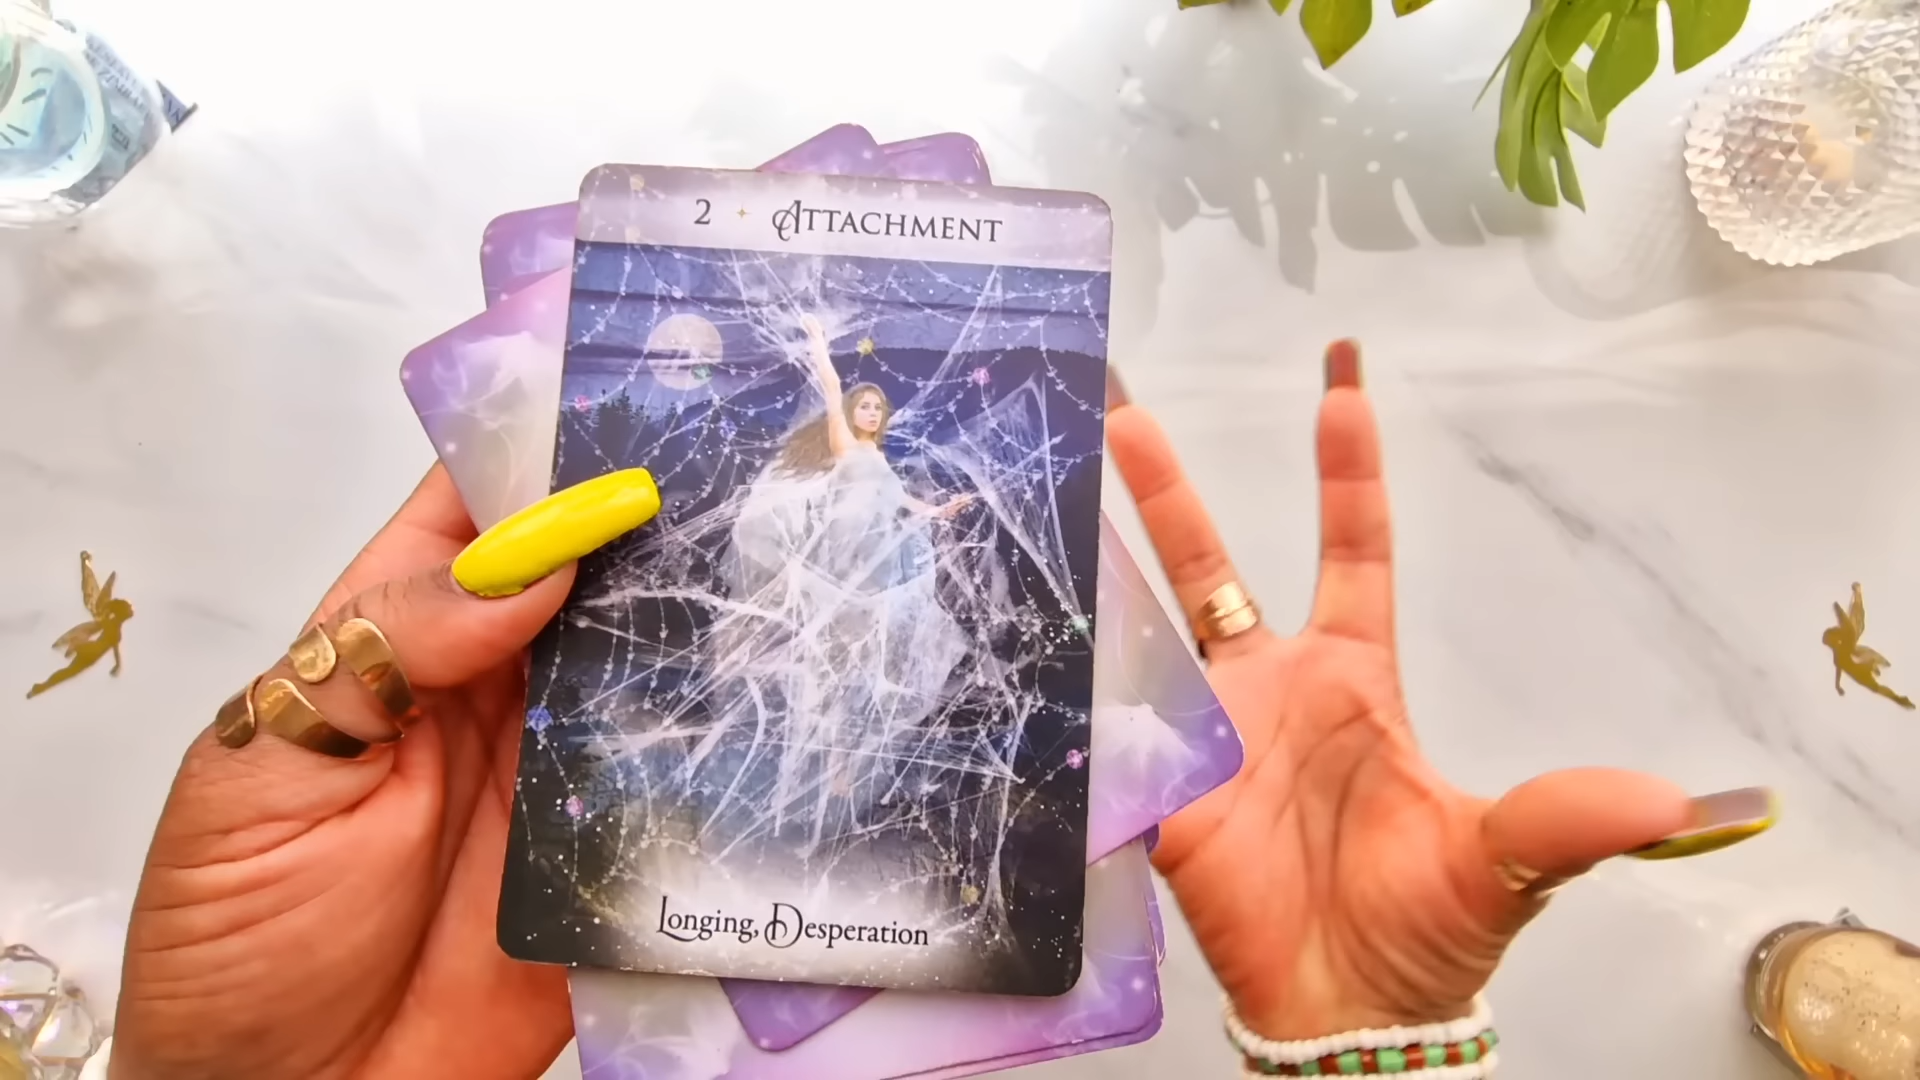 2 ✦ ATTACHMENT
Longing, Desperation